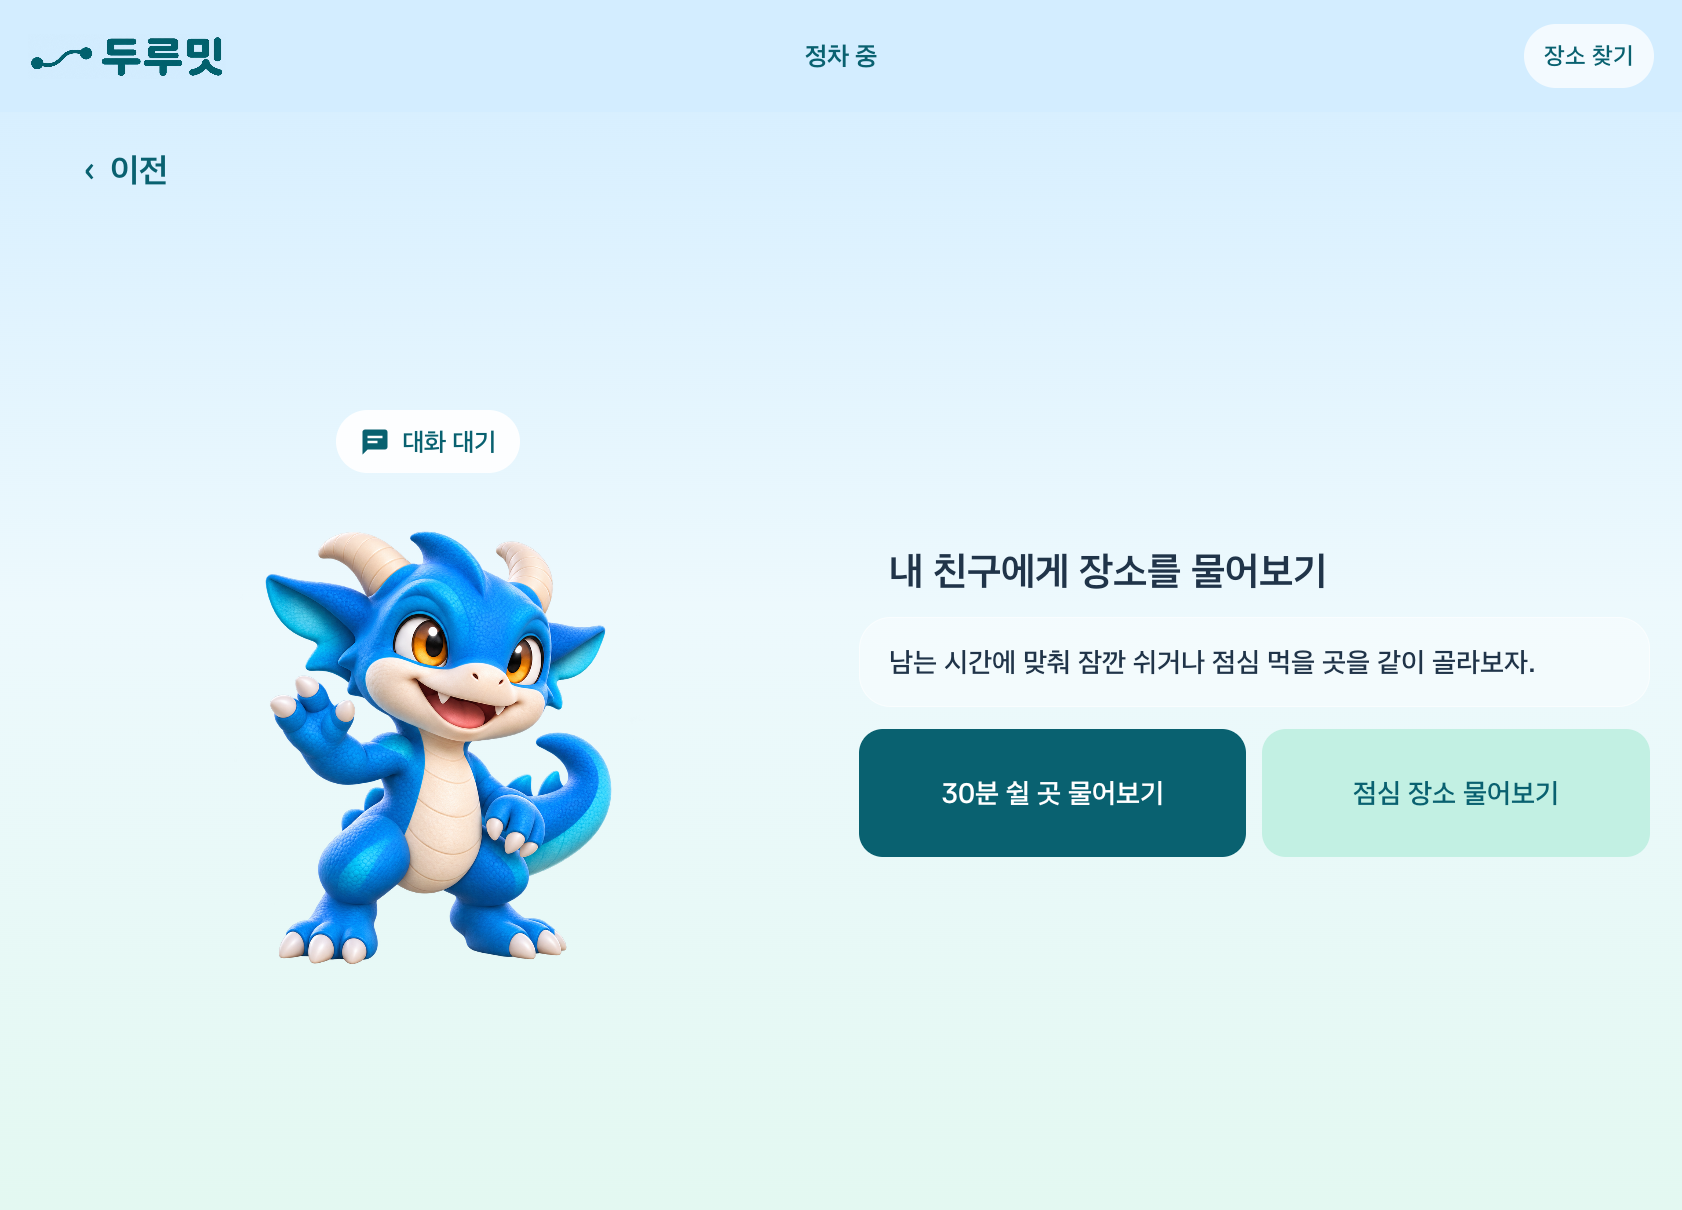 두루밋
정차 중
장소 찾기
‹ 이전
대화 대기
내 친구에게 장소를 물어보기
남는 시간에 맞춰 잠깐 쉬거나 점심 먹을 곳을 같이 골라보자.
30분 쉴 곳 물어보기
점심 장소 물어보기